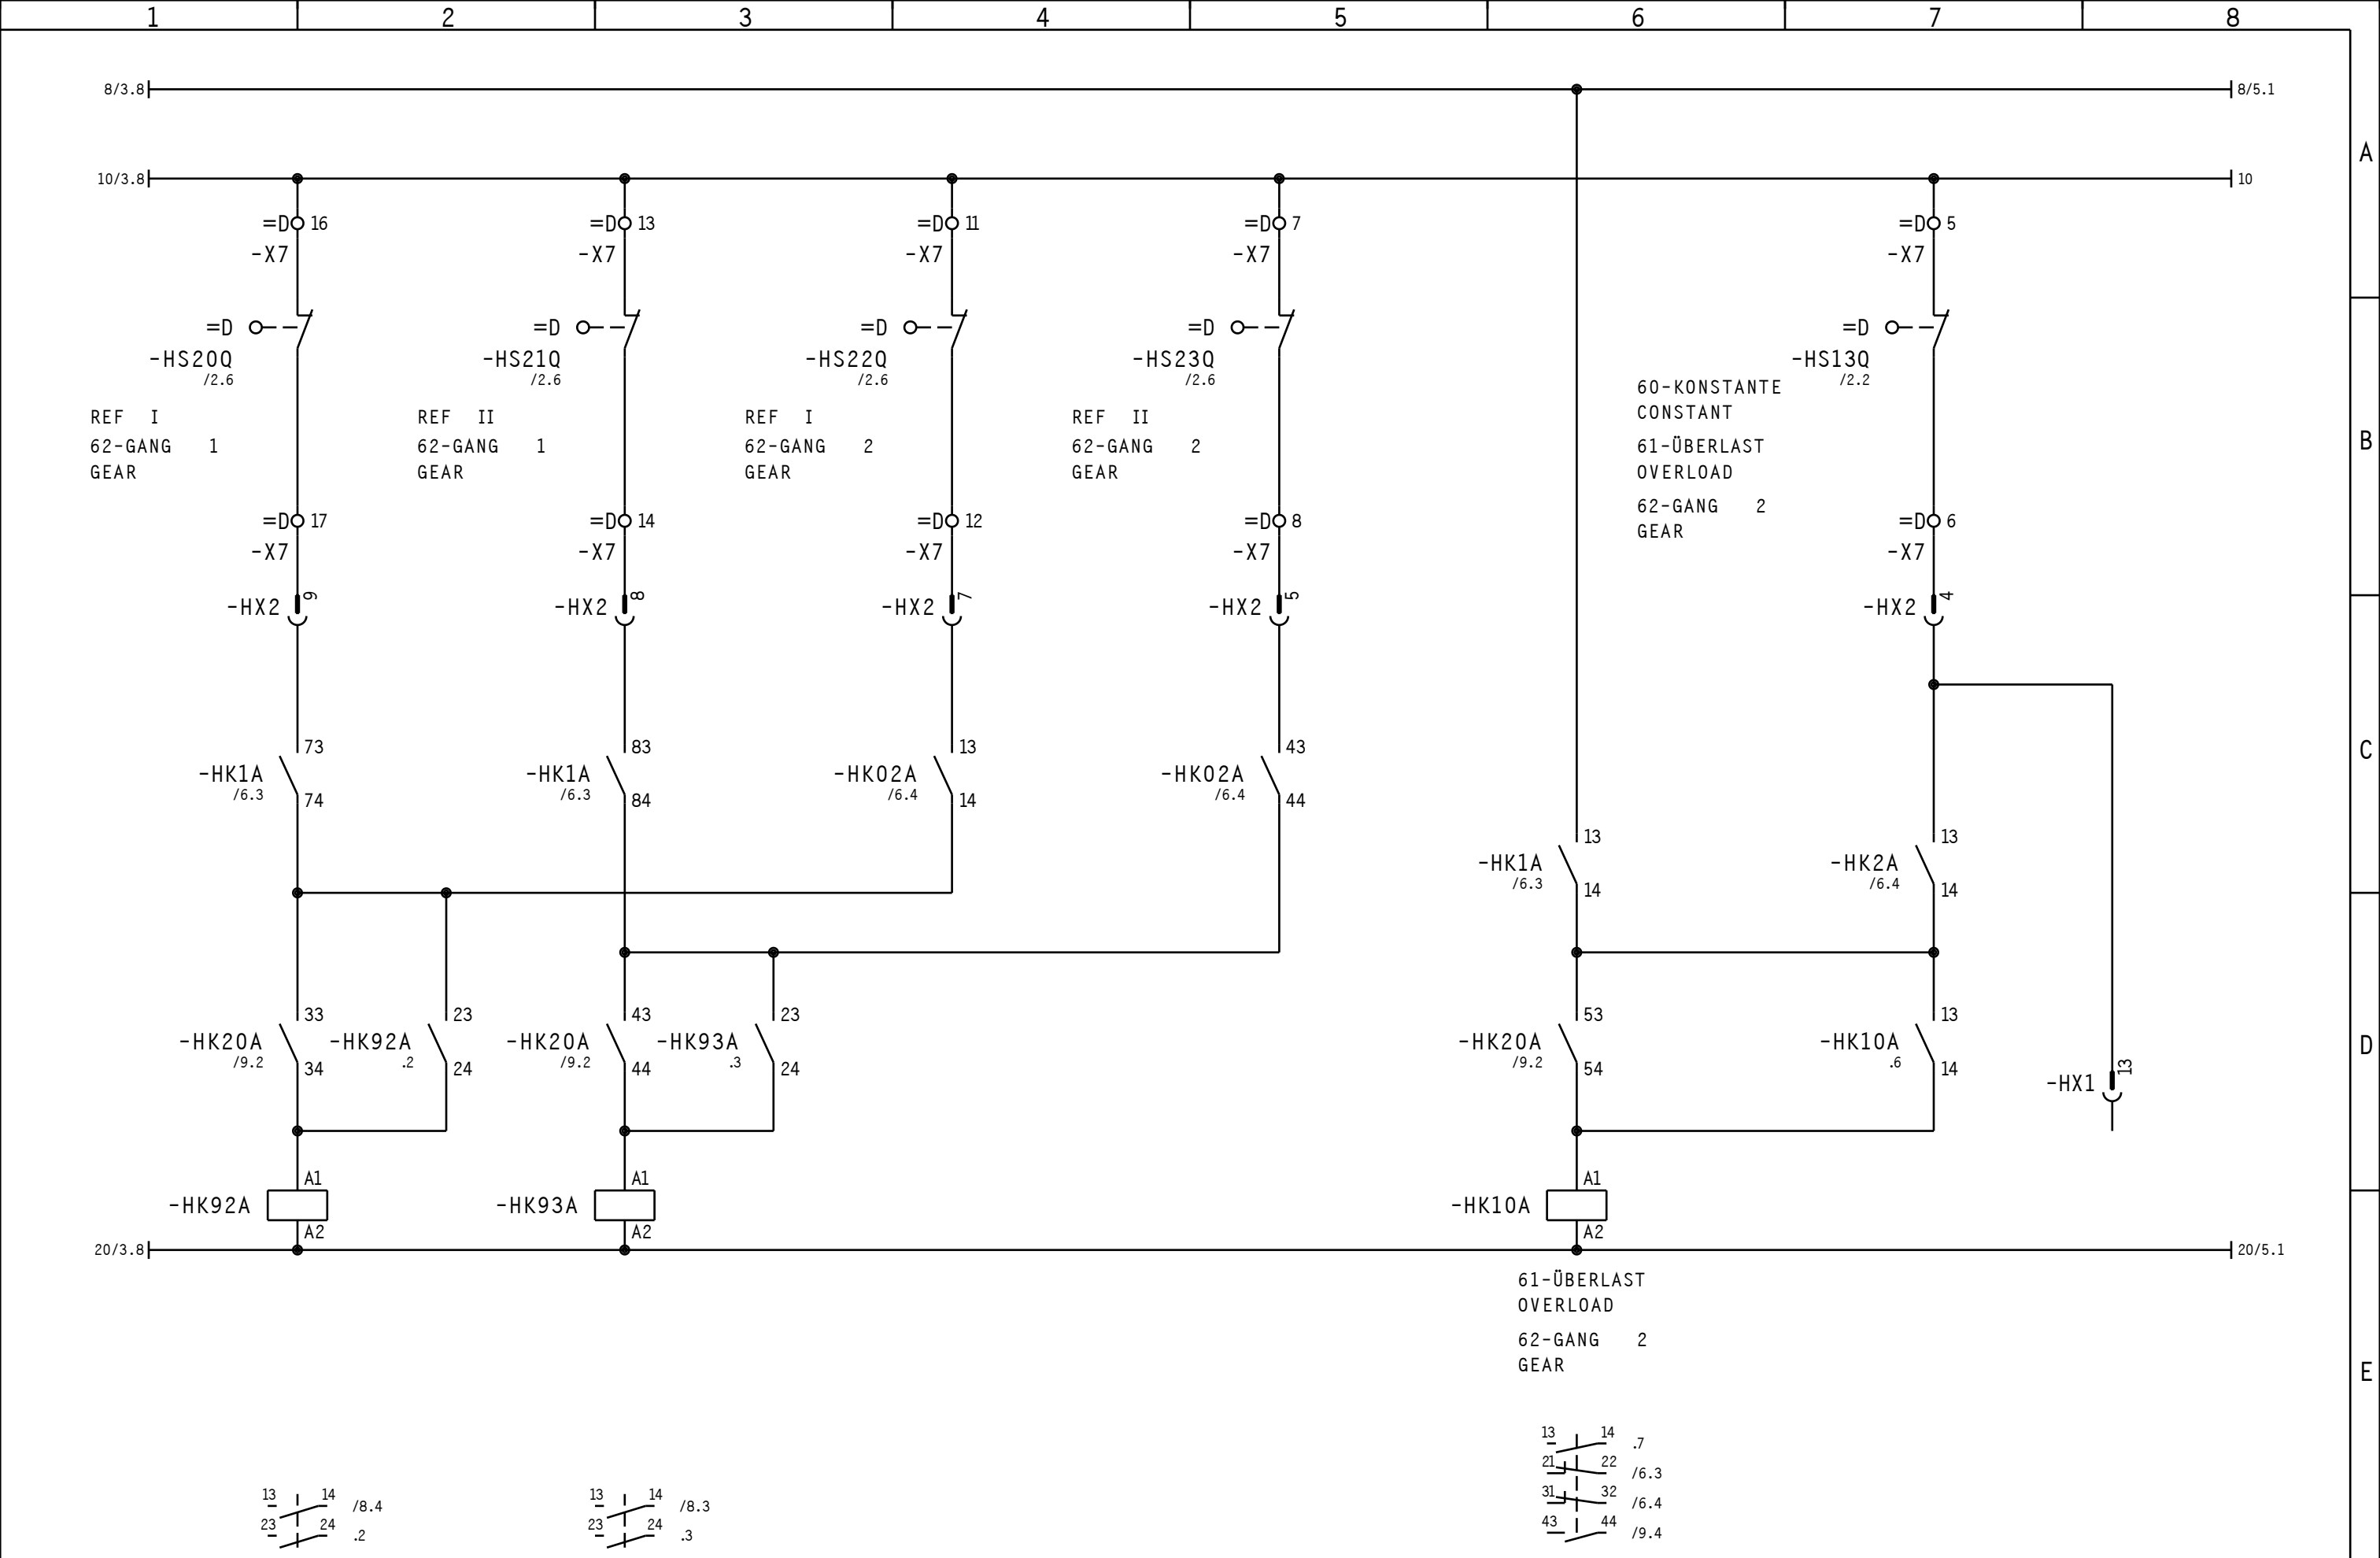 1 2 3 4 5 6 7 8
8/3.8 8/5.1
A
10/3.8 10
=D 16 =D 13 =D 11 =D 7 =D 5
-X7 -X7 -X7 -X7 -X7
=D =D =D =D =D
-HS20Q -HS21Q -HS22Q -HS23Q -HS13Q
/2.6 /2.6 /2.6 /2.6 /2.2
60-KONSTANTE
CONSTANT
REF I REF II REF I REF II
62-GANG 1 62-GANG 1 62-GANG 2 62-GANG 2 61-ÜBERLAST
B
GEAR GEAR GEAR GEAR OVERLOAD
62-GANG 2
GEAR
=D 17 =D 14 =D 12 =D 8 =D 6
-X7 -X7 -X7 -X7 -X7
-HX2 9 -HX2 8 -HX2 7 -HX2 5 -HX2 4
73 83 13 43
C
-HK1A -HK1A -HK02A -HK02A
/6.3 /6.3 /6.4 /6.4
74 84 14 44
13 13
-HK1A -HK2A
/6.3 /6.4
14 14
33 23 43 23 53 13
-HK20A -HK92A -HK20A -HK93A -HK20A -HK10A
D
/9.2 .2 /9.2 .3 /9.2 .6
34 24 44 24 54 14
-HX1 13
A1 A1 A1
-HK92A -HK93A -HK10A
A2 A2 A2
20/3.8 20/5.1
61-ÜBERLAST
OVERLOAD
62-GANG 2
GEAR
E
13 14 .7
21 22 /6.3
31 32 /6.4
43 44 /9.4
13 14 /8.4 13 14 /8.3
23 24 .2 23 24 .3